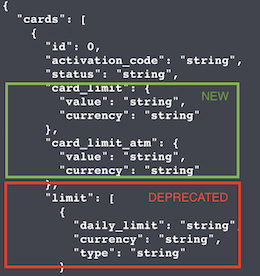 {
"cards": [
{
"id": 0,
"activation_code": "string",
"status": "string",
"card_limit": {
NEW
"value": "string",
"currency": "string"
},
"card_limit_atm": {
"value": "string",
"currency": "string"
},
DEPRECATED
"limit": [
{
"daily_limit": "string",
"currency": "string",
"type": "string"
}